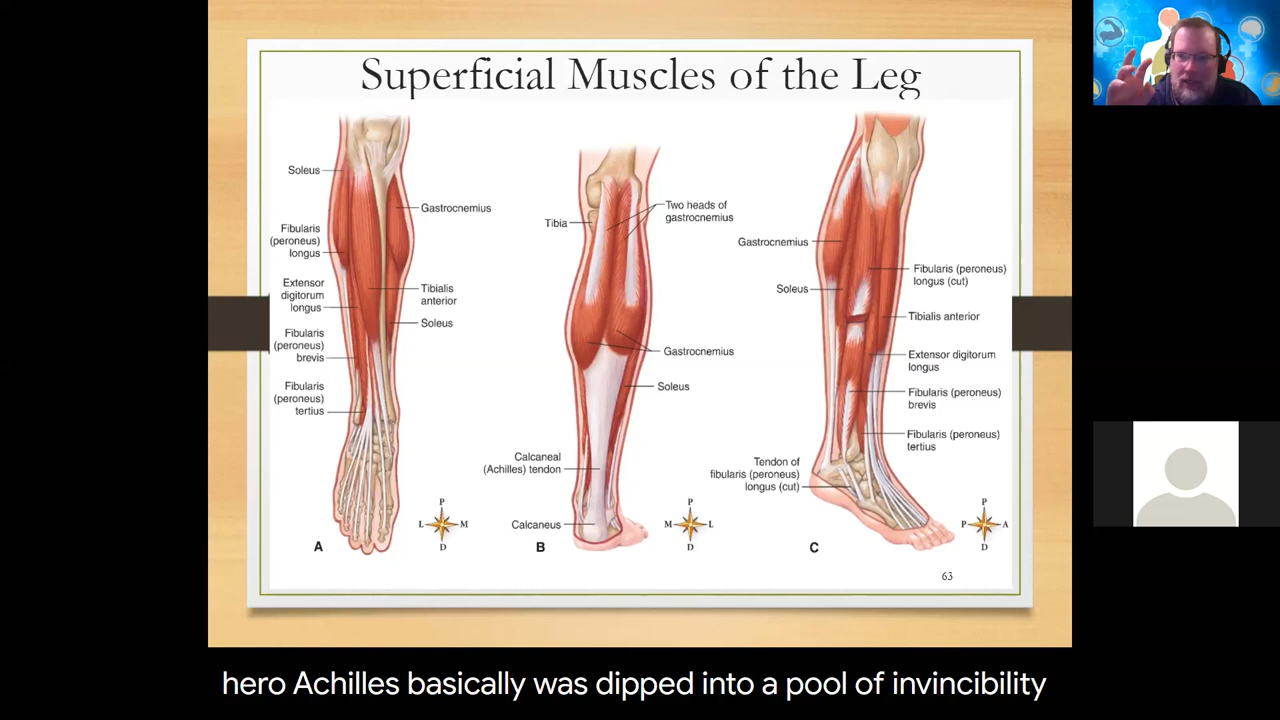 Superficial Muscles of the Leg
Soleus
Gastrocnemius
Fibularis
(peroneus)
longus
Extensor
digitorum
longus
Tibialis
anterior
Soleus
Fibularis
(peroneus)
brevis
Fibularis
(peroneus)
tertius
P
L
M
D
A
Two heads of
gastrocnemius
Tibia
Gastrocnemius
Soleus
Calcaneal
(Achilles) tendon
Calcaneus
P
M
L
D
B
Gastrocnemius
Fibularis (peroneus)
longus (cut)
Soleus
Tibialis anterior
Extensor digitorum
longus
Fibularis (peroneus)
brevis
Fibularis (peroneus)
tertius
Tendon of
fibularis (peroneus)
longus (cut)
P
P
A
D
C
63
hero Achilles basically was dipped into a pool of invincibility